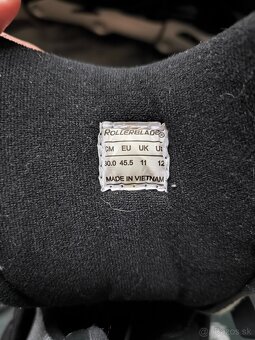 ROLLERBLADE®
CM EU UK US
30.0 45.5 11 12
MADE IN VIETNAM
bazos.sk